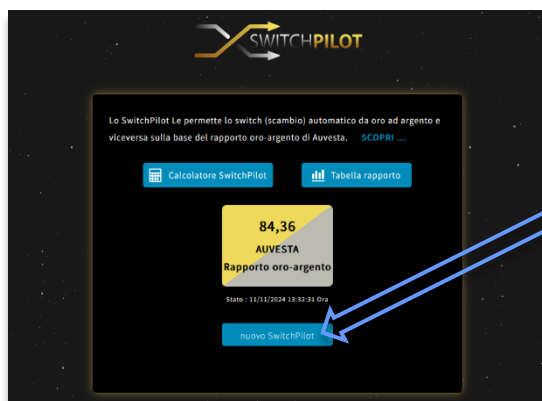 SWITCHPILOT
Lo SwitchPilot Le permette lo switch (scambio) automatico da oro ad argento e
viceversa sulla base del rapporto oro-argento di Auvesta. SCOPRI ...
Calcolatore SwitchPilot
Tabella rapporto
84,36
AUVESTA
Rapporto oro-argento
Stato : 11/11/2024 13:32:31 Ora
nuovo SwitchPilot